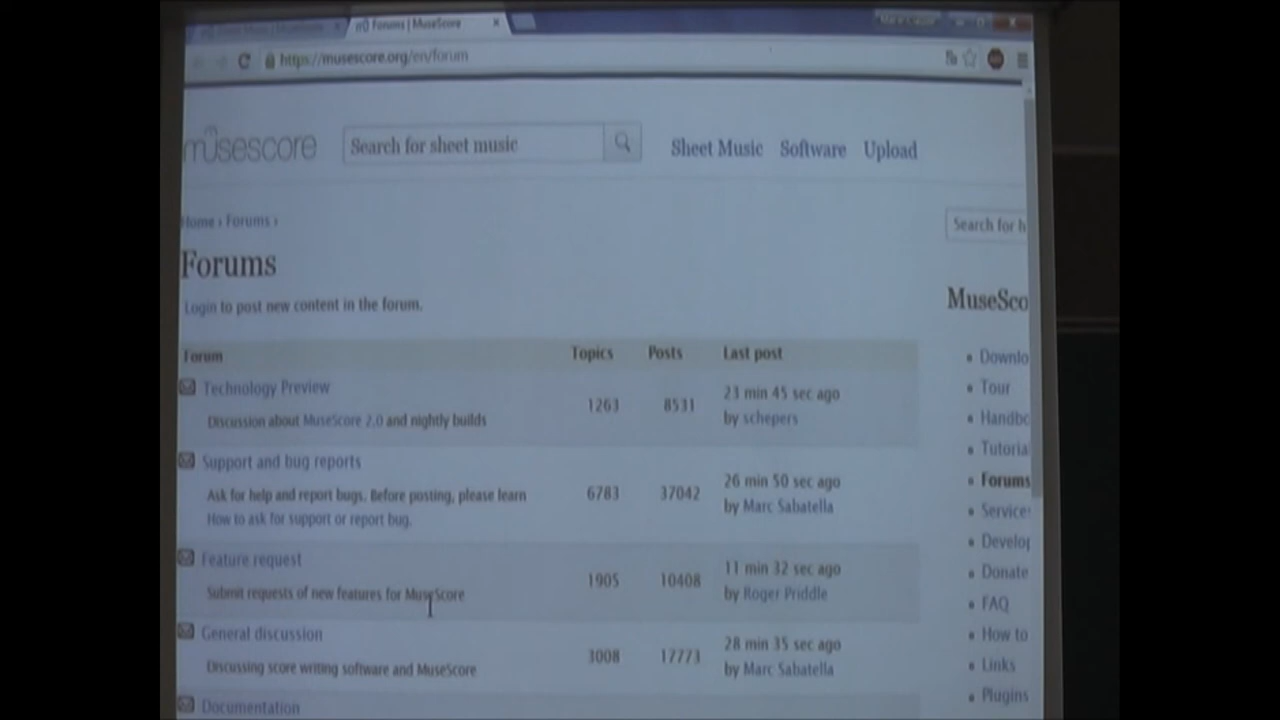 Forums | MuseScore
https://musescore.org/en/forum
musescore
Search for sheet music
Sheet Music Software Upload
Home › Forums ›
Search for h
Forums
MuseSco
Login to post new content in the forum.
Forum Topics Posts Last post
Technology Preview
Discussion about MuseScore 2.0 and nightly builds
1263 8531
23 min 45 sec ago
by schepers
Support and bug reports
Ask for help and report bugs. Before posting, please learn
How to ask for support or report bug.
6783 37042
26 min 50 sec ago
by Marc Sabatella
Feature request
Submit requests of new features for MuseScore
1905 10408
11 min 32 sec ago
by Roger Priddle
General discussion
Discussing score writing software and MuseScore
3008 17773
28 min 35 sec ago
by Marc Sabatella
Documentation
Downlo
Tour
Handbo
Tutoria
Forums
Service
Develop
Donate
FAQ
How to
Links
Plugins